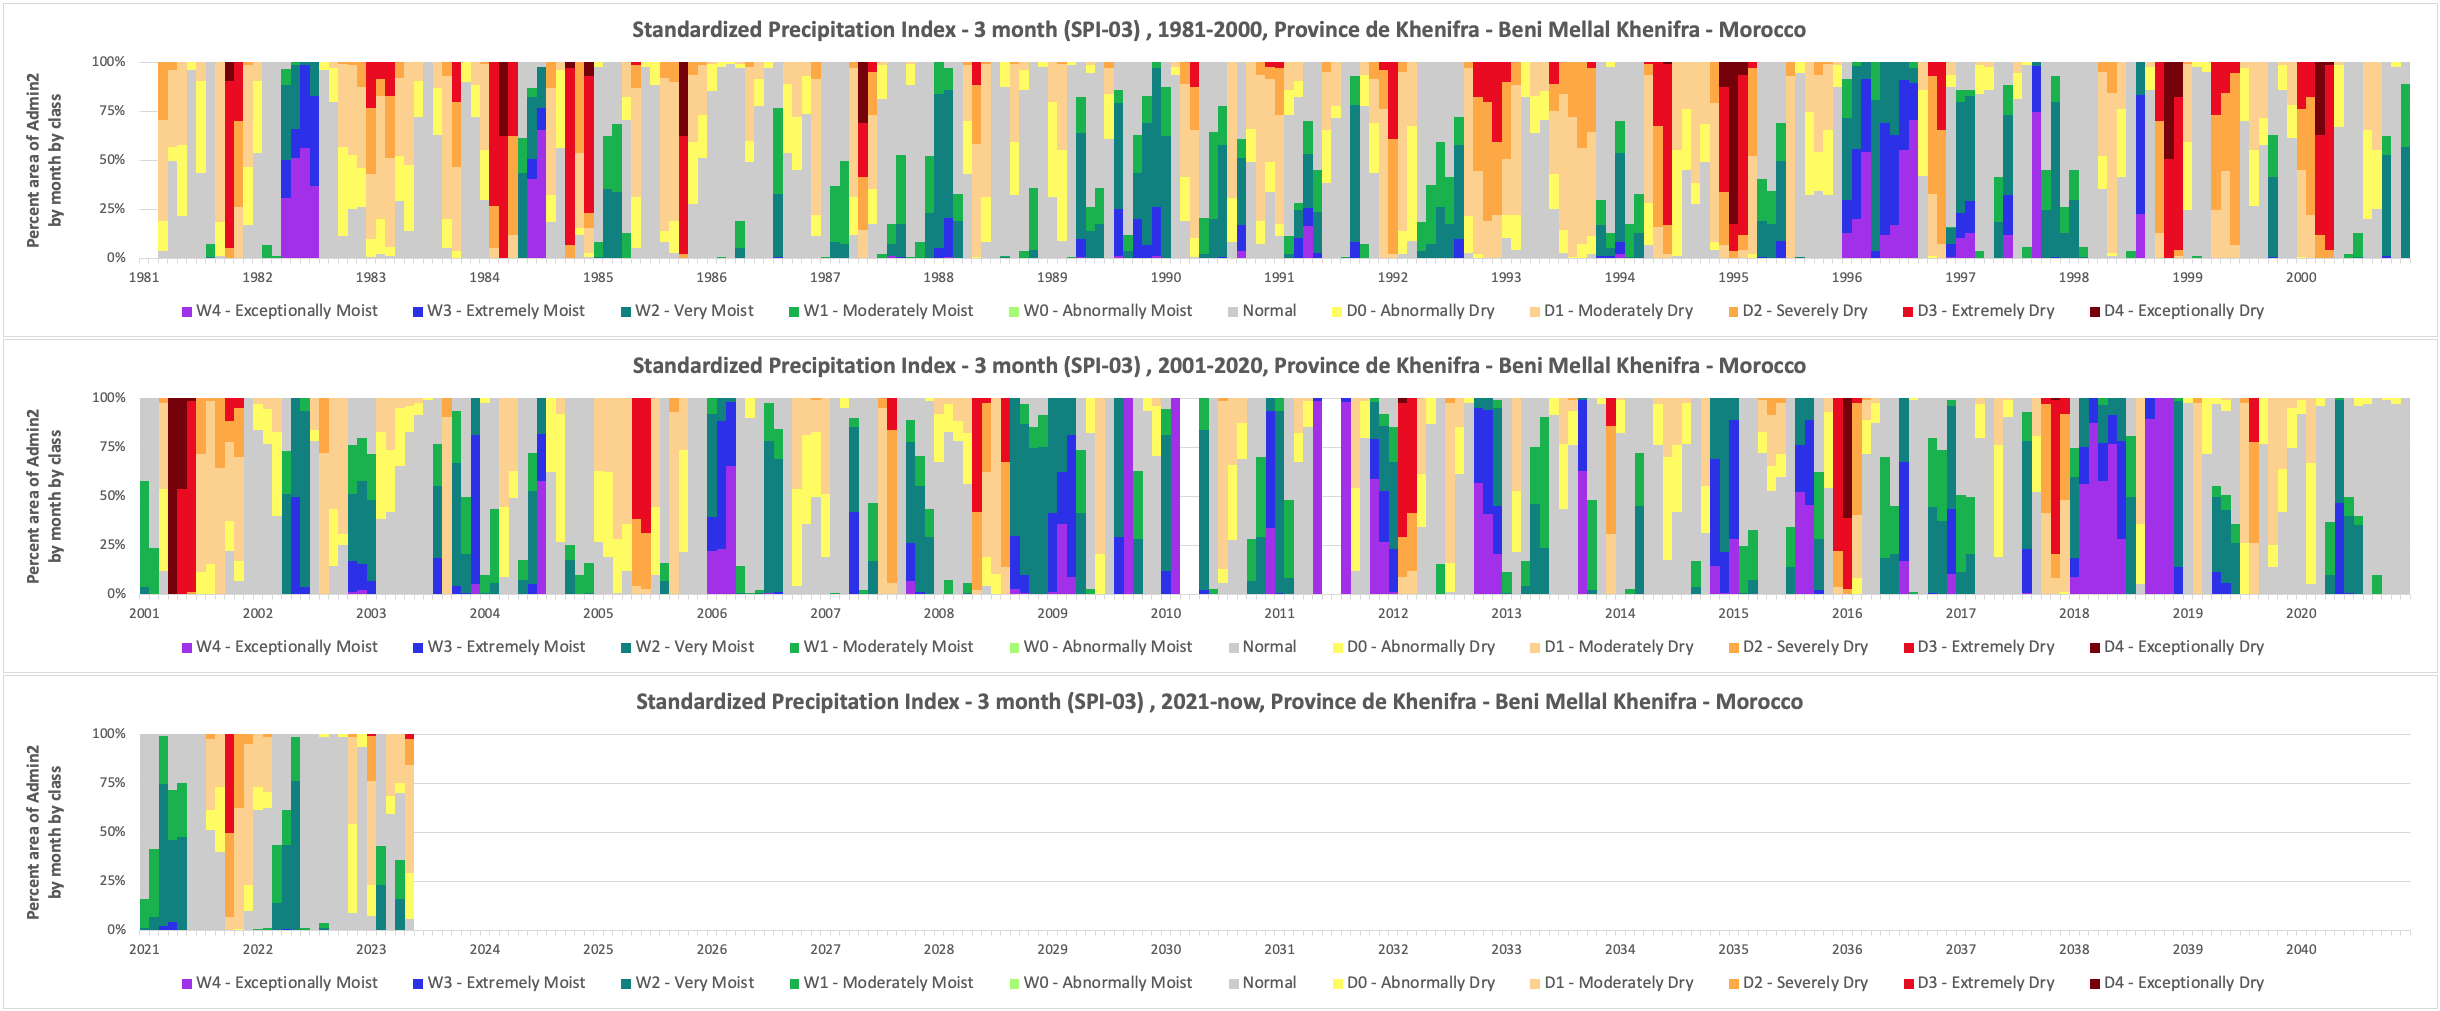 Standardized Precipitation Index - 3 month (SPI-03) , 1981-2000, Province de Khenifra - Beni Mellal Khenifra - Morocco
Percent area of Admin2
by month by class
100%
75%
50%
25%
0%
1981 1982 1983 1984 1985 1986 1987 1988 1989 1990 1991 1992 1993 1994 1995 1996 1997 1998 1999 2000
W4 - Exceptionally Moist W3 - Extremely Moist W2 - Very Moist W1 - Moderately Moist W0 - Abnormally Moist Normal D0 - Abnormally Dry D1 - Moderately Dry D2 - Severely Dry D3 - Extremely Dry D4 - Exceptionally Dry
Standardized Precipitation Index - 3 month (SPI-03) , 2001-2020, Province de Khenifra - Beni Mellal Khenifra - Morocco
Percent area of Admin2
by month by class
100%
75%
50%
25%
0%
2001 2002 2003 2004 2005 2006 2007 2008 2009 2010 2011 2012 2013 2014 2015 2016 2017 2018 2019 2020
W4 - Exceptionally Moist W3 - Extremely Moist W2 - Very Moist W1 - Moderately Moist W0 - Abnormally Moist Normal D0 - Abnormally Dry D1 - Moderately Dry D2 - Severely Dry D3 - Extremely Dry D4 - Exceptionally Dry
Standardized Precipitation Index - 3 month (SPI-03) , 2021-now, Province de Khenifra - Beni Mellal Khenifra - Morocco
Percent area of Admin2
by month by class
100%
75%
50%
25%
0%
2021 2022 2023 2024 2025 2026 2027 2028 2029 2030 2031 2032 2033 2034 2035 2036 2037 2038 2039 2040
W4 - Exceptionally Moist W3 - Extremely Moist W2 - Very Moist W1 - Moderately Moist W0 - Abnormally Moist Normal D0 - Abnormally Dry D1 - Moderately Dry D2 - Severely Dry D3 - Extremely Dry D4 - Exceptionally Dry